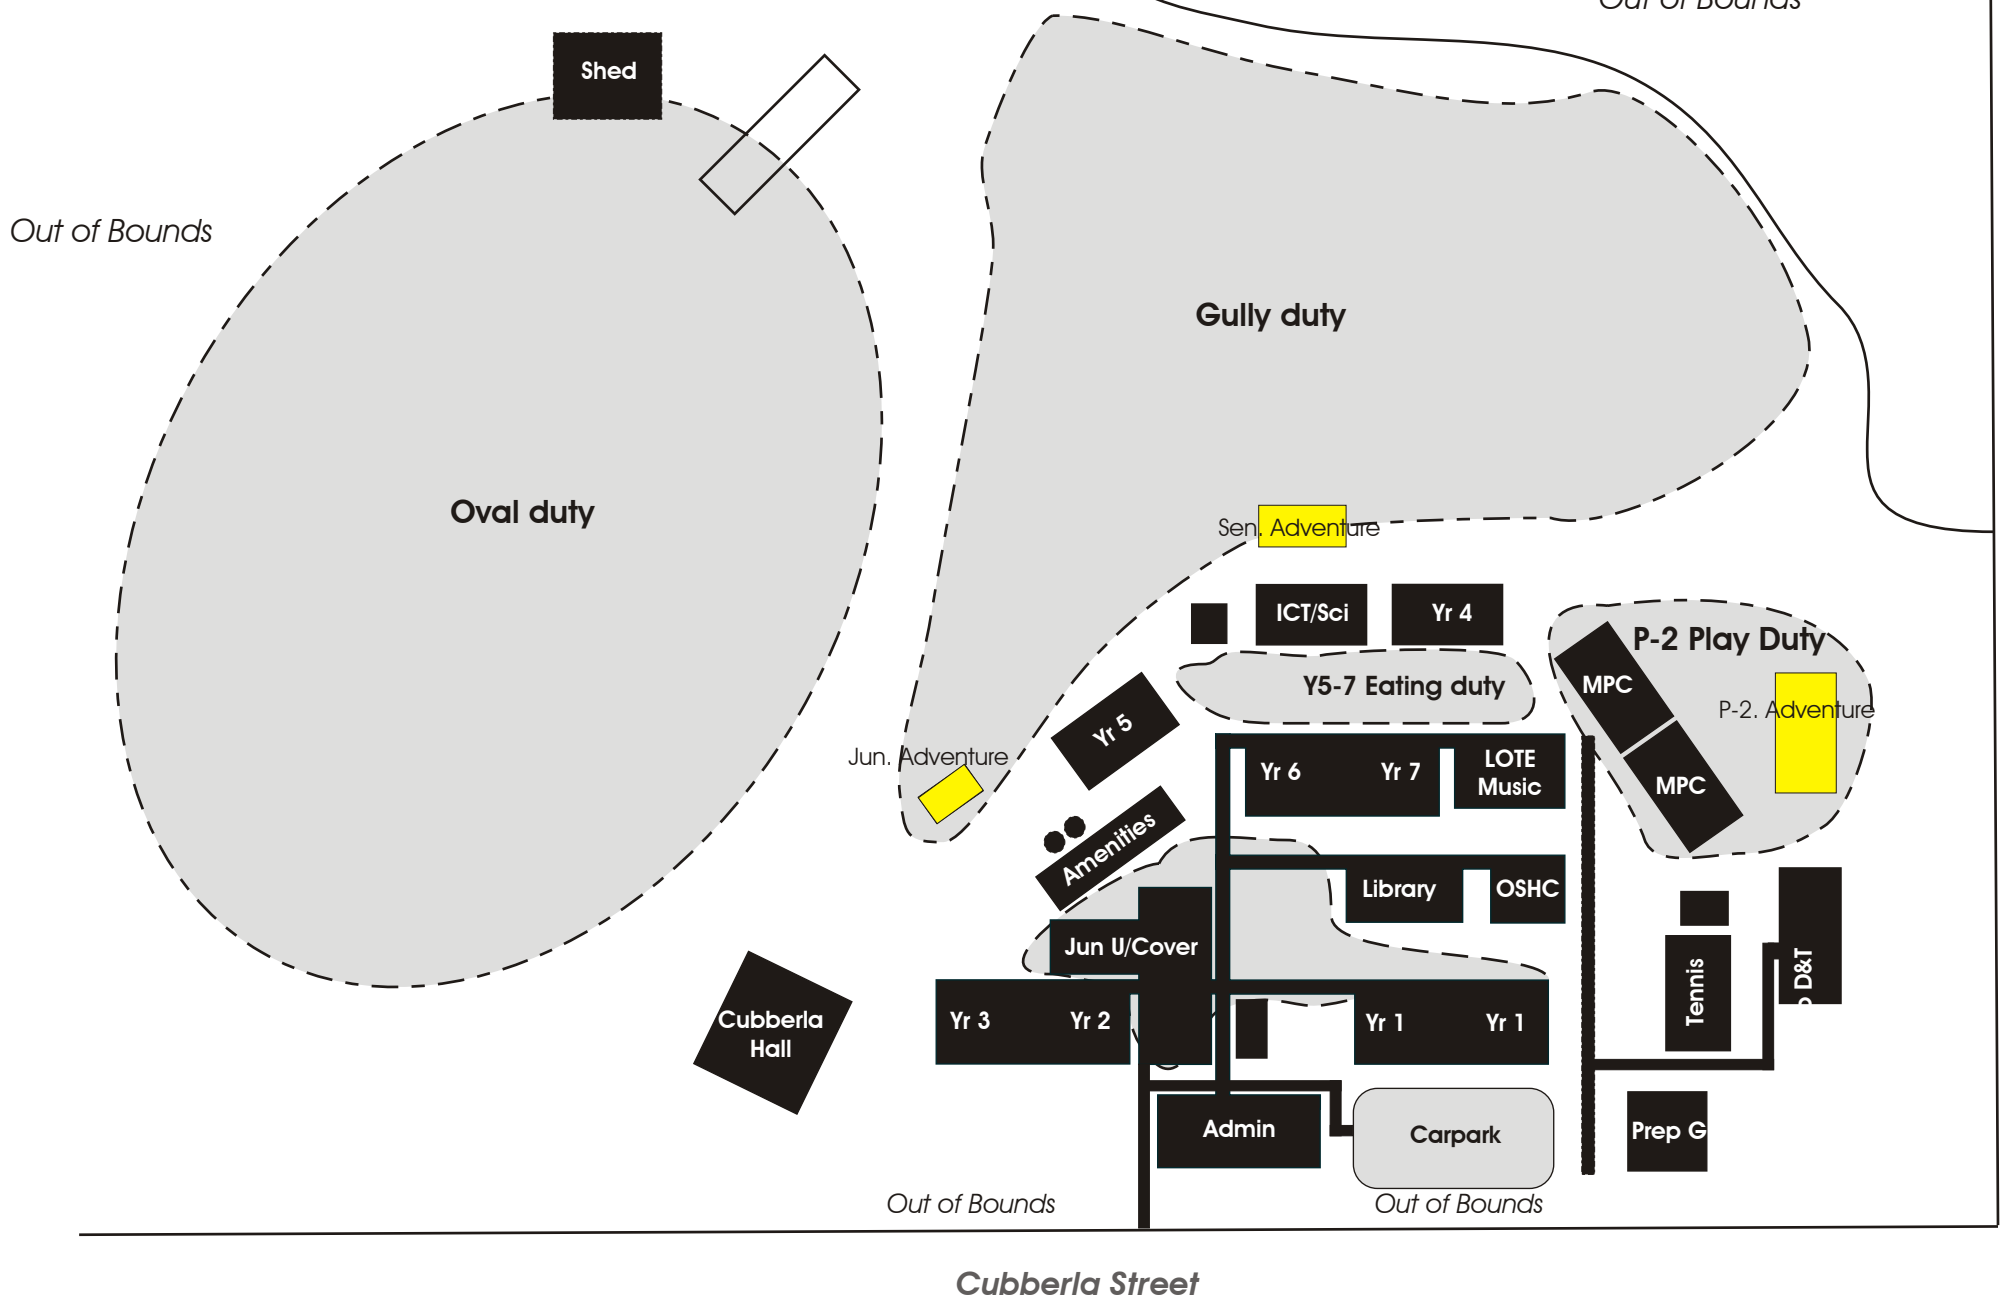 Out of Bounds
Shed
Out of Bounds
Gully duty
Oval duty
Sen. Adventure
ICT/Sci
Yr 4
P-2 Play Duty
MPC
Y5-7 Eating duty
P-2. Adventure
Yr 5
Jun. Adventure
Yr 6
Yr 7
LOTE
Music
MPC
Amenities
Library
OSHC
Jun U/Cover
Tennis
D&T
Cubberla
Hall
Yr 3
Yr 2
Yr 1
Yr 1
Admin
Carpark
Prep G
Out of Bounds
Out of Bounds
Cubberla Street